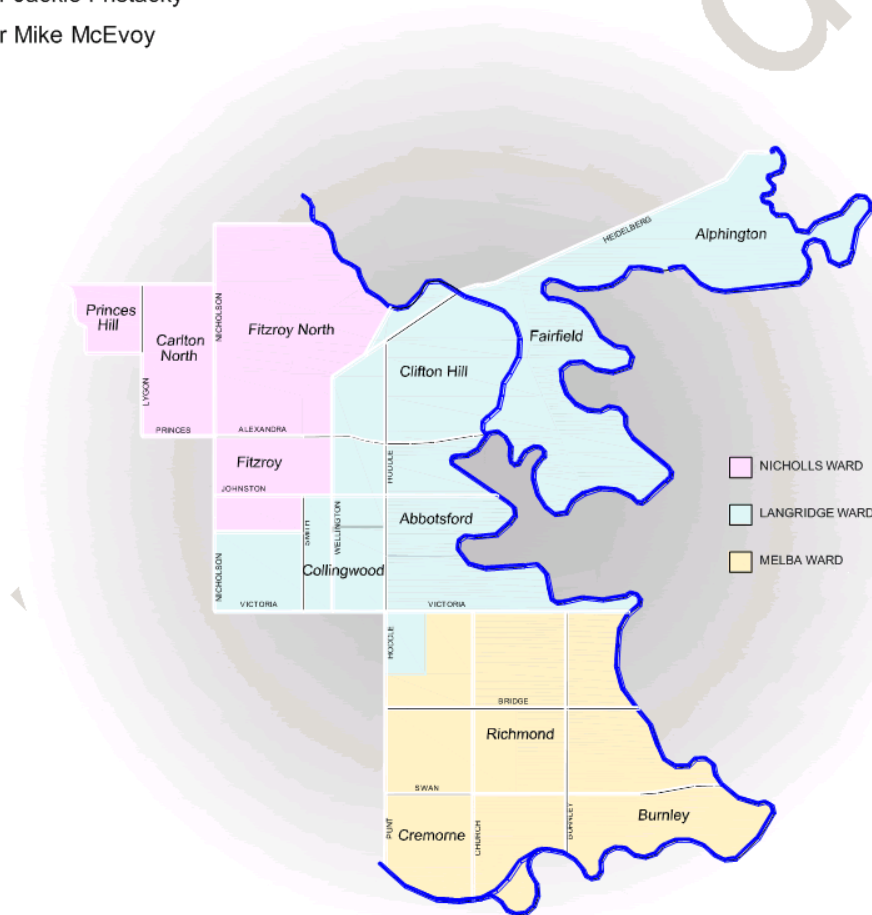 r Mike McEvoy
Alphington
HEIDELBERG
Princes
Hill
Carlton
North
NICHOLSON
Fitzroy North
Fairfield
Clifton Hill
LYGON
PRINCES
ALEXANDRA
Fitzroy
HODDLE
JOHNSTON
NICHOLLS WARD
LANGRIDGE WARD
MELBA WARD
SMITH
WELLINGTON
Abbotsford
Collingwood
NICHOLSON
VICTORIA
VICTORIA
HODDLE
BRIDGE
Richmond
SWAN
PUNT
Cremorne
CHURCH
BURNLEY
Burnley